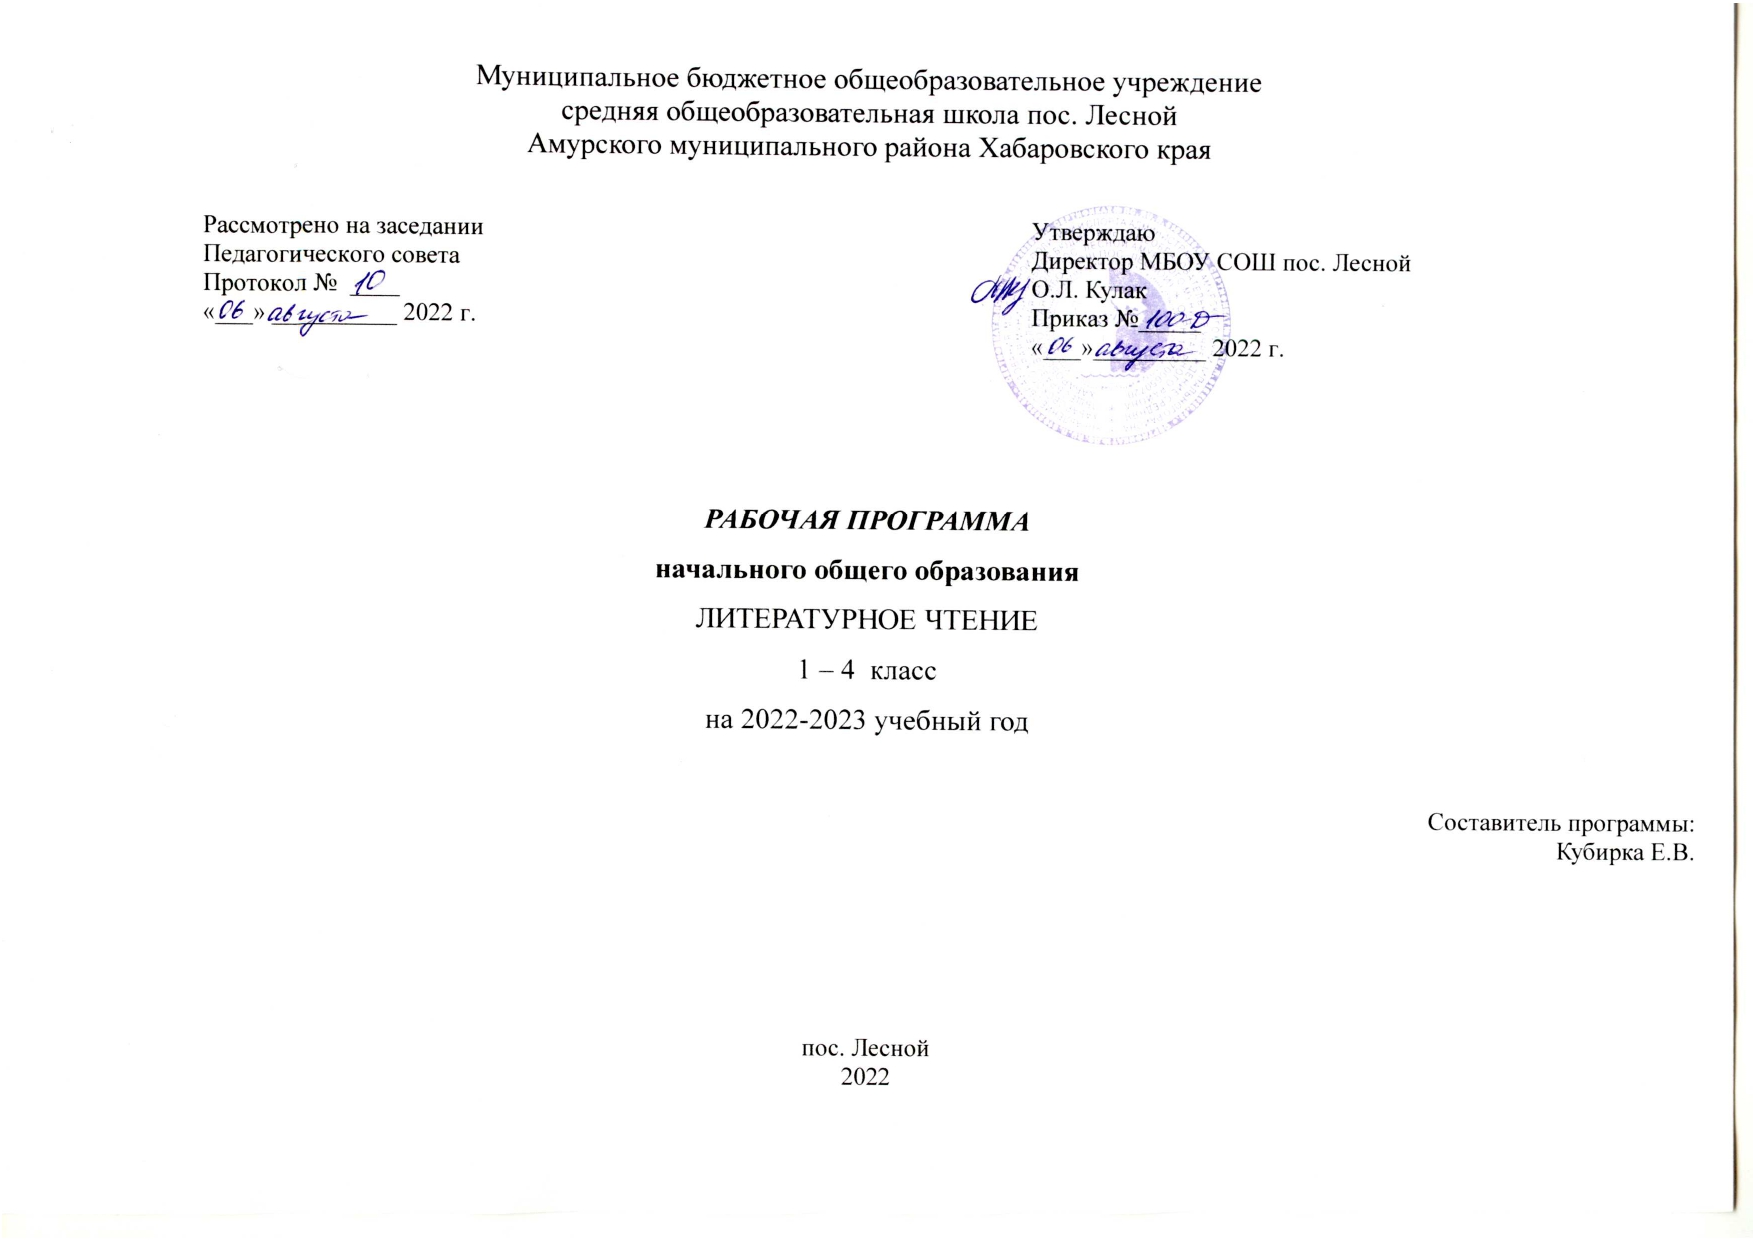 Муниципальное бюджетное общеобразовательное учреждение
средняя общеобразовательная школа пос. Лесной
Амурского муниципального района Хабаровского края
Рассмотрено на заседании
Педагогического совета
Протокол № 10
«06» августа 2022 г.
Утверждаю
Директор МБОУ СОШ пос. Лесной
О.Л. Кулак
Приказ № 100-Д
«06» августа 2022 г.
РАБОЧАЯ ПРОГРАММА
начального общего образования
ЛИТЕРАТУРНОЕ ЧТЕНИЕ
1 – 4 класс
на 2022-2023 учебный год
Составитель программы:
Кубирка Е.В.
пос. Лесной
2022